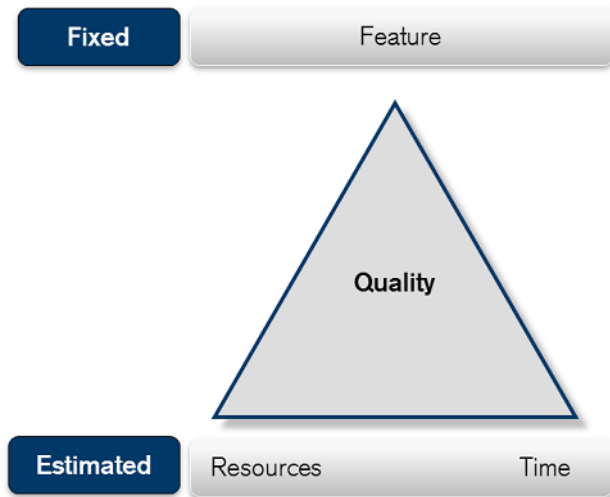 Fixed
Feature
Quality
Estimated
Resources
Time